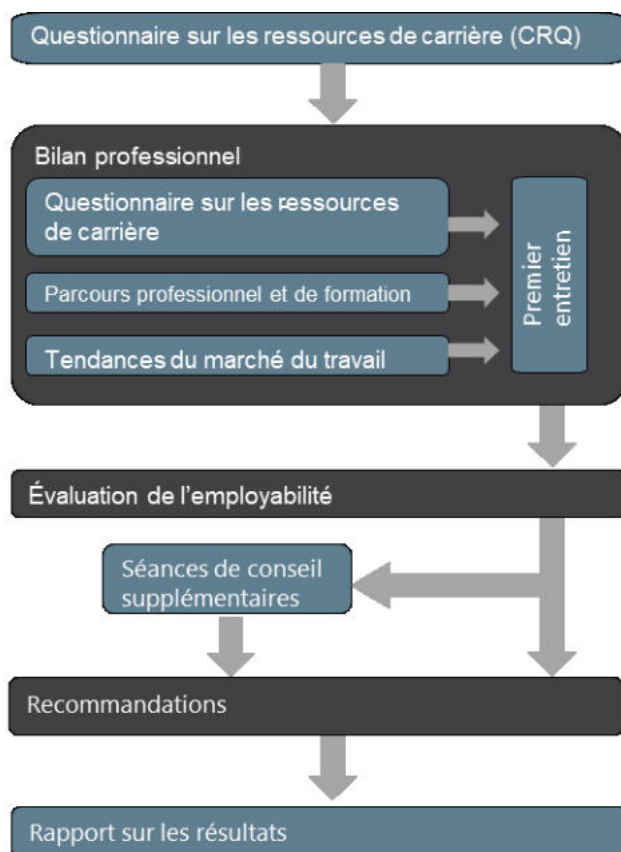 Questionnaire sur les ressources de carrière (CRQ)
Bilan professionnel
Questionnaire sur les ressources
de carrière
Parcours professionnel et de formation
Tendances du marché du travail
Premier
entretien
Évaluation de l’employabilité
Séances de conseil
supplémentaires
Recommandations
Rapport sur les résultats